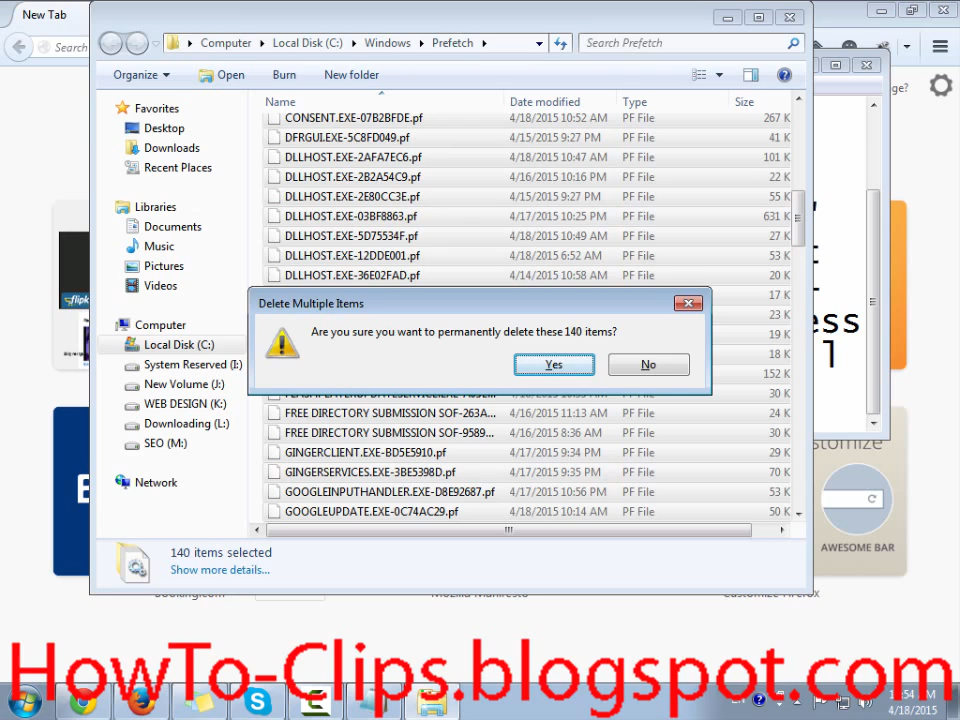 New Tab
Search
Computer
Local Disk (C:)
Windows
Prefetch
Search Prefetch
Organize
Open
Burn
New folder
ge?
Name
Date modified
Type
Size
Favorites
Desktop
Downloads
Recent Places
Libraries
Documents
Music
Pictures
Videos
Computer
Local Disk (C:)
System Reserved (I:)
New Volume (J:)
WEB DESIGN (K:)
Downloading (L:)
SEO (M:)
Network
CONSENT.EXE-07B2BFDE.pf 4/18/2015 10:52 AM PF File 267 K
DFRGUI.EXE-5C8FD049.pf 4/15/2015 9:27 PM PF File 41 K
DLLHOST.EXE-2AFA7EC6.pf 4/18/2015 10:47 AM PF File 101 K
DLLHOST.EXE-2B2A54C9.pf 4/16/2015 10:16 PM PF File 22 K
DLLHOST.EXE-2E80CC3E.pf 4/15/2015 9:27 PM PF File 55 K
DLLHOST.EXE-03BF8863.pf 4/17/2015 10:25 PM PF File 631 K
DLLHOST.EXE-5D75534F.pf 4/18/2015 10:49 AM PF File 27 K
DLLHOST.EXE-12DDE001.pf 4/18/2015 6:52 AM PF File 53 K
DLLHOST.EXE-36E02FAD.pf 4/14/2015 10:58 AM PF File 20 K
17 K
23 K
19 K
18 K
152 K
30 K
Delete Multiple Items
Are you sure you want to permanently delete these 140 items?
Yes
No
FREE DIRECTORY SUBMISSION SOF-263A... 4/16/2015 11:13 AM PF File 24 K
FREE DIRECTORY SUBMISSION SOF-9589... 4/16/2015 8:36 AM PF File 30 K
GINGERCLIENT.EXE-BD5E5910.pf 4/17/2015 9:34 PM PF File 29 K
GINGERSERVICES.EXE-3BE5398D.pf 4/17/2015 9:35 PM PF File 70 K
GOOGLEINPUTHANDLER.EXE-D8E92687.pf 4/17/2015 10:56 PM PF File 53 K
GOOGLEUPDATE.EXE-0C74AC29.pf 4/18/2015 10:14 AM PF File 50 K
140 items selected
Show more details...
ess
l
flipk
B
AWESOME BAR
HowTo-Clips.blogspot.com
4/18/2015